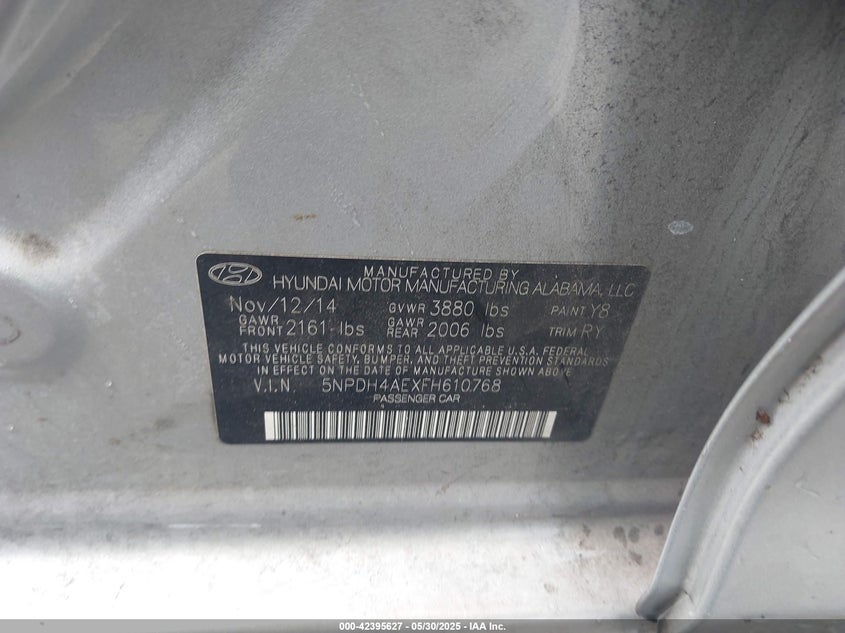 MANUFACTURED BY
HYUNDAI MOTOR MANUFACTURING ALABAMA, LLC
Nov/12/14 GVWR 3880 lbs PAINT Y8
GAWR FRONT 2161 lbs GAWR REAR 2006 lbs TRIM RY
THIS VEHICLE CONFORMS TO ALL APPLICABLE U.S.A. FEDERAL
MOTOR VEHICLE SAFETY, BUMPER, AND THEFT PREVENTION STANDARDS
IN EFFECT ON THE DATE OF MANUFACTURE SHOWN ABOVE
V.I.N. 5NPDH4AEXFH610768
PASSENGER CAR
000-42395627 - 05/30/2025 - IAA Inc.